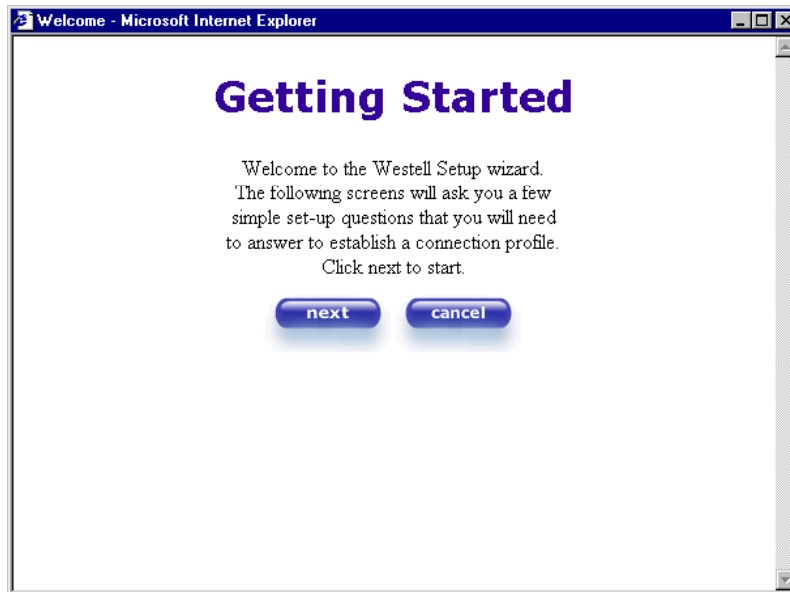 Welcome - Microsoft Internet Explorer
Getting Started
Welcome to the Westell Setup wizard.
The following screens will ask you a few
simple set-up questions that you will need
to answer to establish a connection profile.
Click next to start.
next cancel